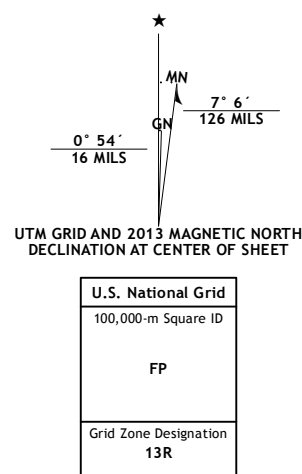 ★
MN
GN
7° 6´
126 MILS
0° 54´
16 MILS
UTM GRID AND 2013 MAGNETIC NORTH
DECLINATION AT CENTER OF SHEET
U.S. National Grid
100,000-m Square ID
FP
Grid Zone Designation
13R